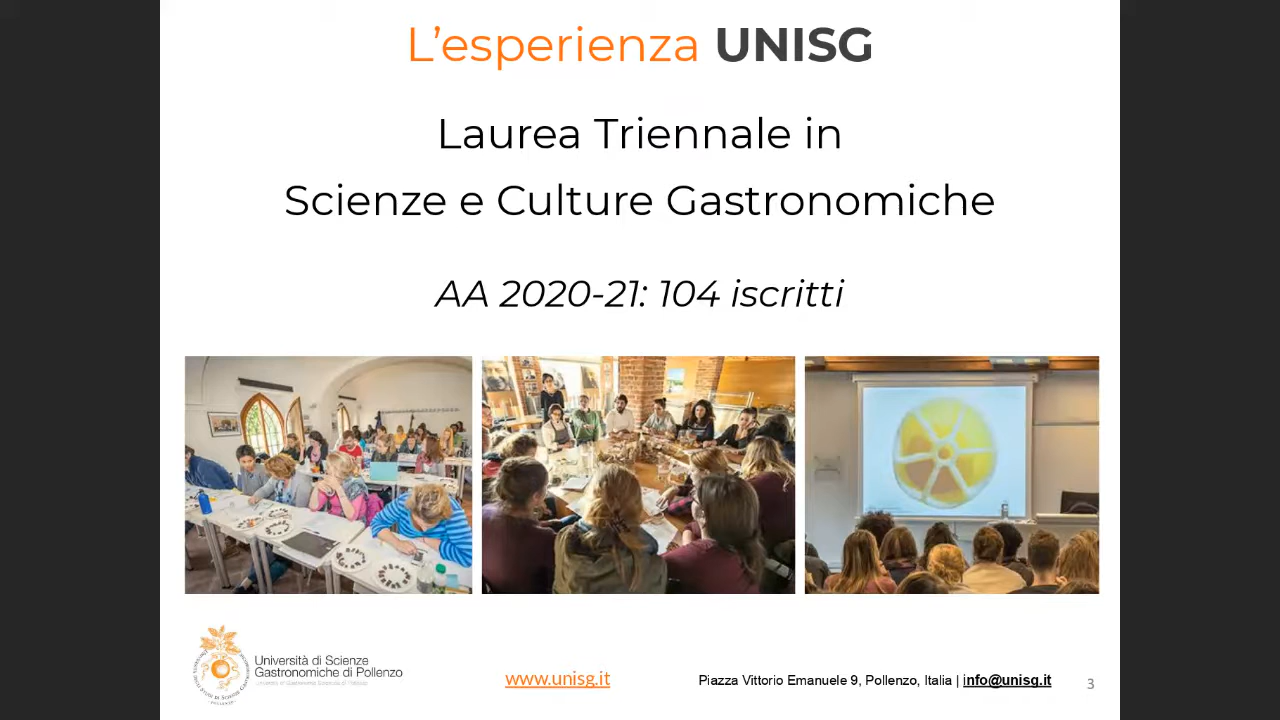 L'esperienza UNISG
Laurea Triennale in
Scienze e Culture Gastronomiche
AA 2020-21: 104 iscritti
Università di Scienze
Gastronomiche di Pollenzo
www.unisg.it
Piazza Vittorio Emanuele 9, Pollenzo, Italia | info@unisg.it
3